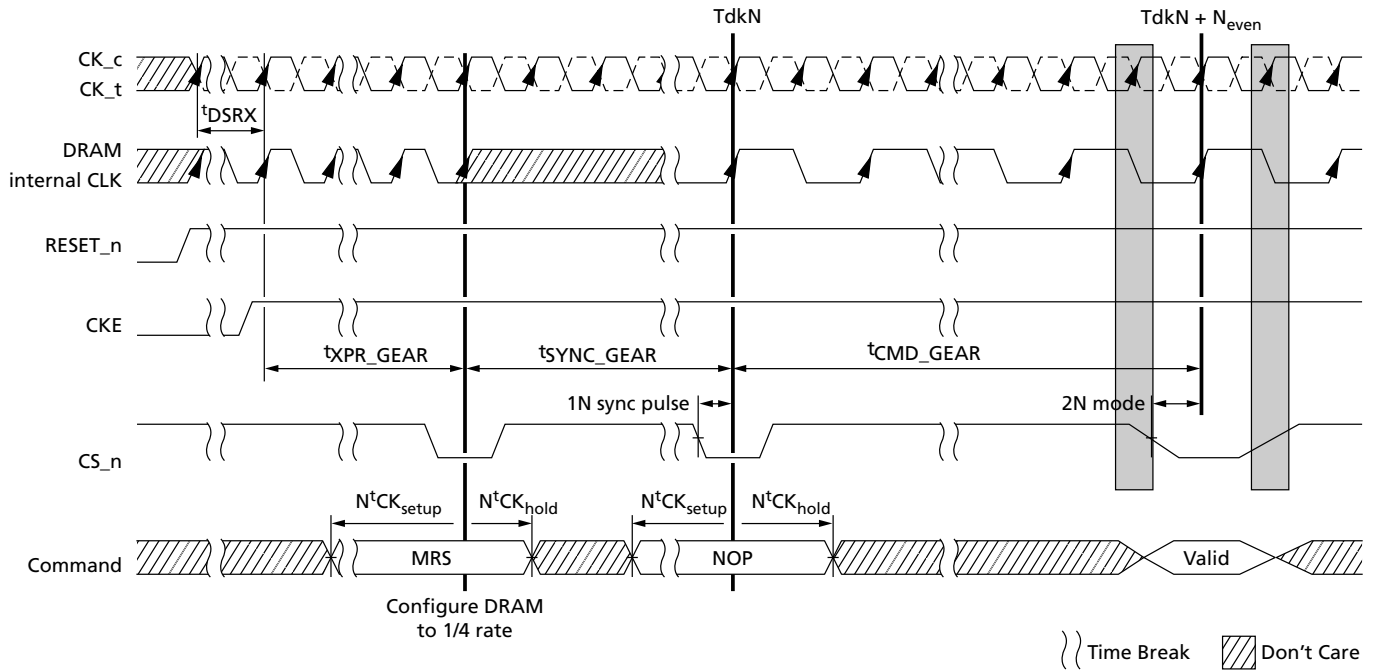 TdkN
TdkN + Neven
CK_c
CK_t
tDSRX
DRAM
internal CLK
RESET_n
CKE
tXPR_GEAR
tSYNC_GEAR
tCMD_GEAR
1N sync pulse
2N mode
CS_n
NtCKsetup
NtCKhold
NtCKsetup
NtCKhold
Command
MRS
NOP
Valid
Configure DRAM
to 1/4 rate
Time Break
Don't Care